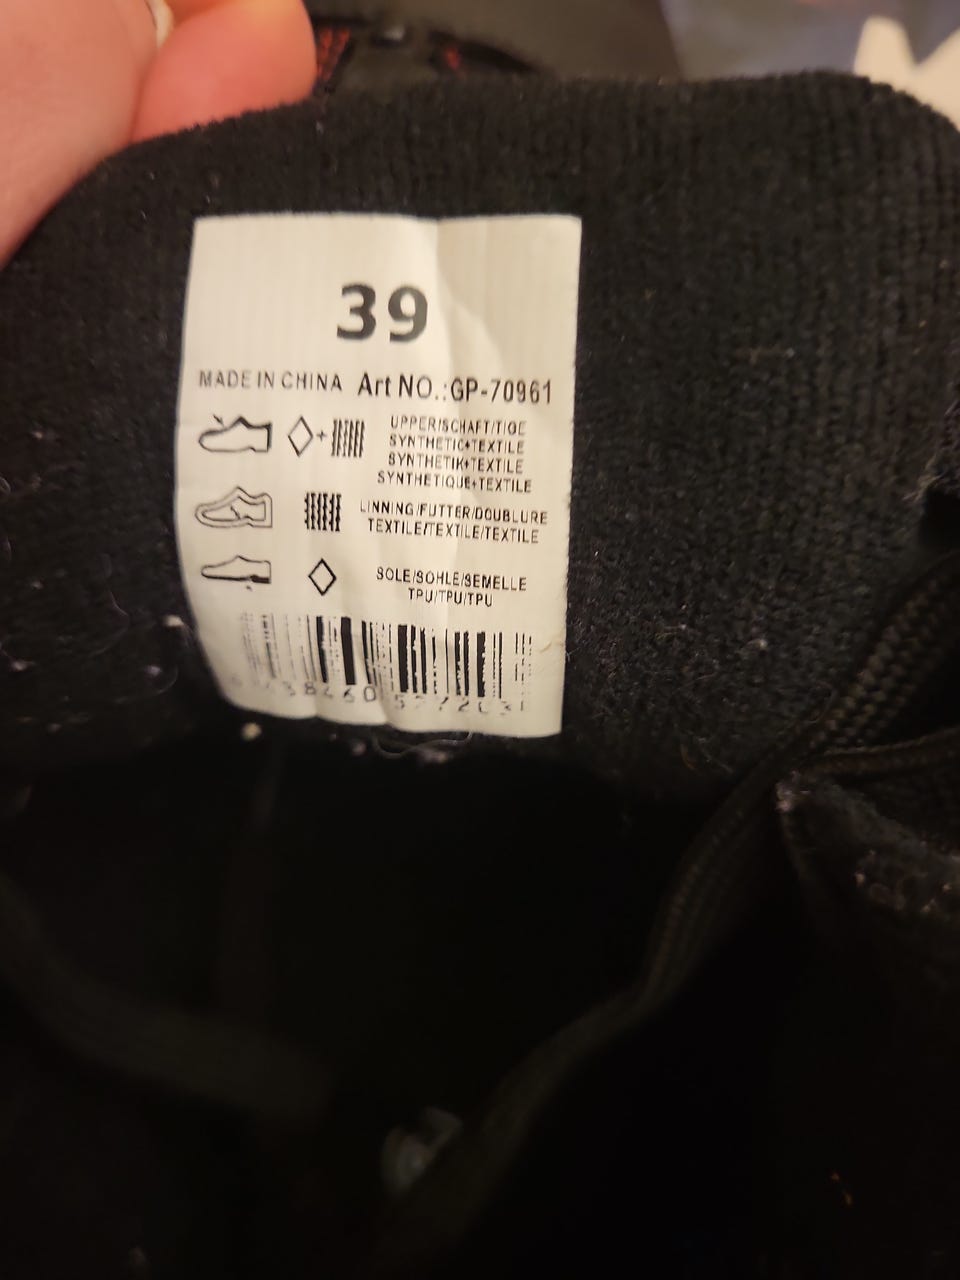 39
MADE IN CHINA Art NO.:GP-70961
UPPER/SCHAFT/TIGE
SYNTHETIC+TEXTILE
SYNTHETIK+TEXTILE
SYNTHETIQUE+TEXTILE
LINNING/FUTTER/DOUBLURE
TEXTILE/TEXTILE/TEXTILE
SOLE/SOHLE/SEMELLE
TPU/TPU/TPU